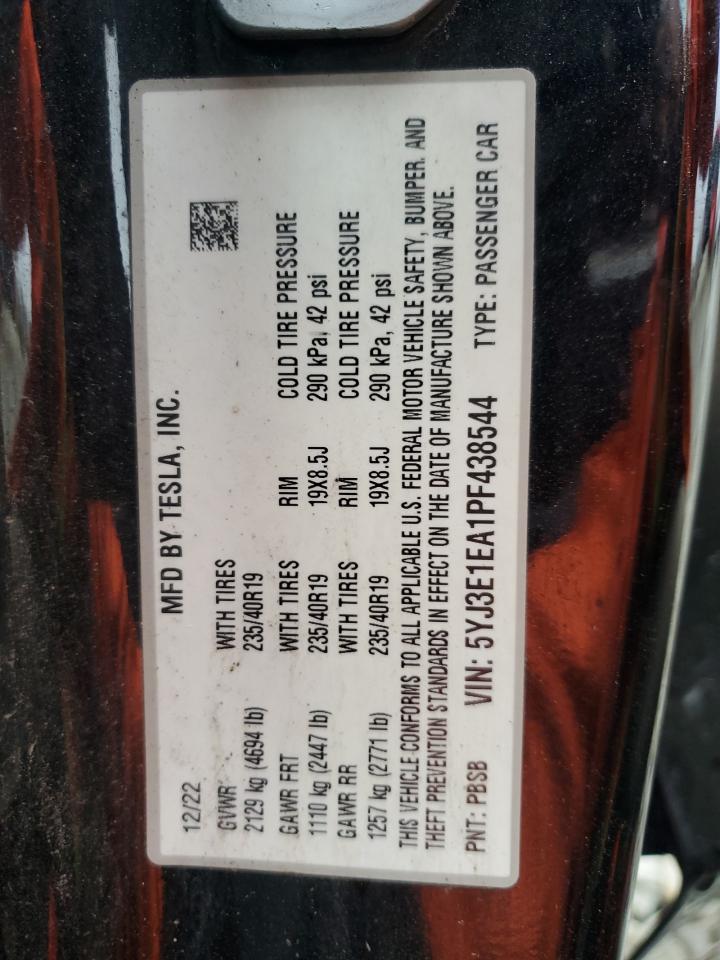 MFD BY TESLA, INC.
12/22
GVWR WITH TIRES
2129 kg (4694 lb) 235/40R19
GAWR FRT WITH TIRES RIM COLD TIRE PRESSURE
1110 kg (2447 lb) 235/40R19 19X8.5J 290 kPa, 42 psi
GAWR RR WITH TIRES RIM COLD TIRE PRESSURE
1257 kg (2771 lb) 235/40R19 19X8.5J 290 kPa, 42 psi
THIS VEHICLE CONFORMS TO ALL APPLICABLE U.S. FEDERAL MOTOR VEHICLE SAFETY, BUMPER, AND
THEFT PREVENTION STANDARDS IN EFFECT ON THE DATE OF MANUFACTURE SHOWN ABOVE.
PNT: PBSB VIN: 5YJ3E1EA1PF438544 TYPE: PASSENGER CAR